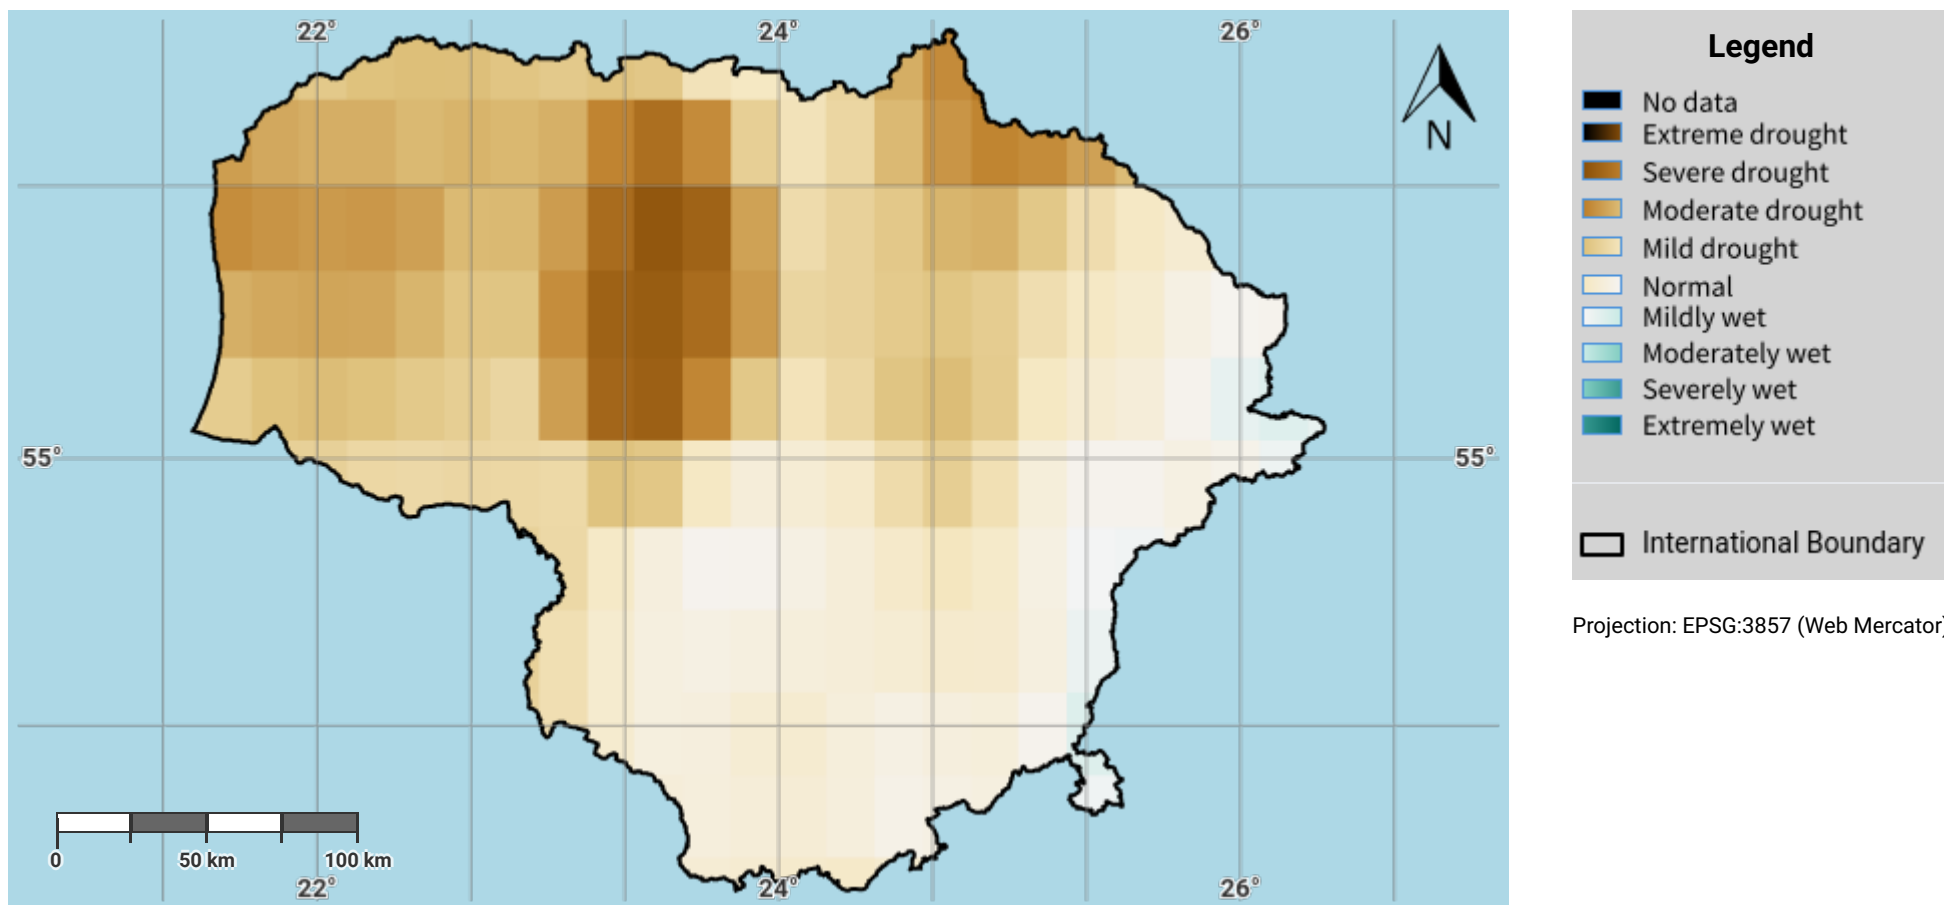 22° 24° 26°
N
55° 55°
0 50 km 100 km
22° 24° 26°
Legend
No data
Extreme drought
Severe drought
Moderate drought
Mild drought
Normal
Mildly wet
Moderately wet
Severely wet
Extremely wet
International Boundary
Projection: EPSG:3857 (Web Mercator)